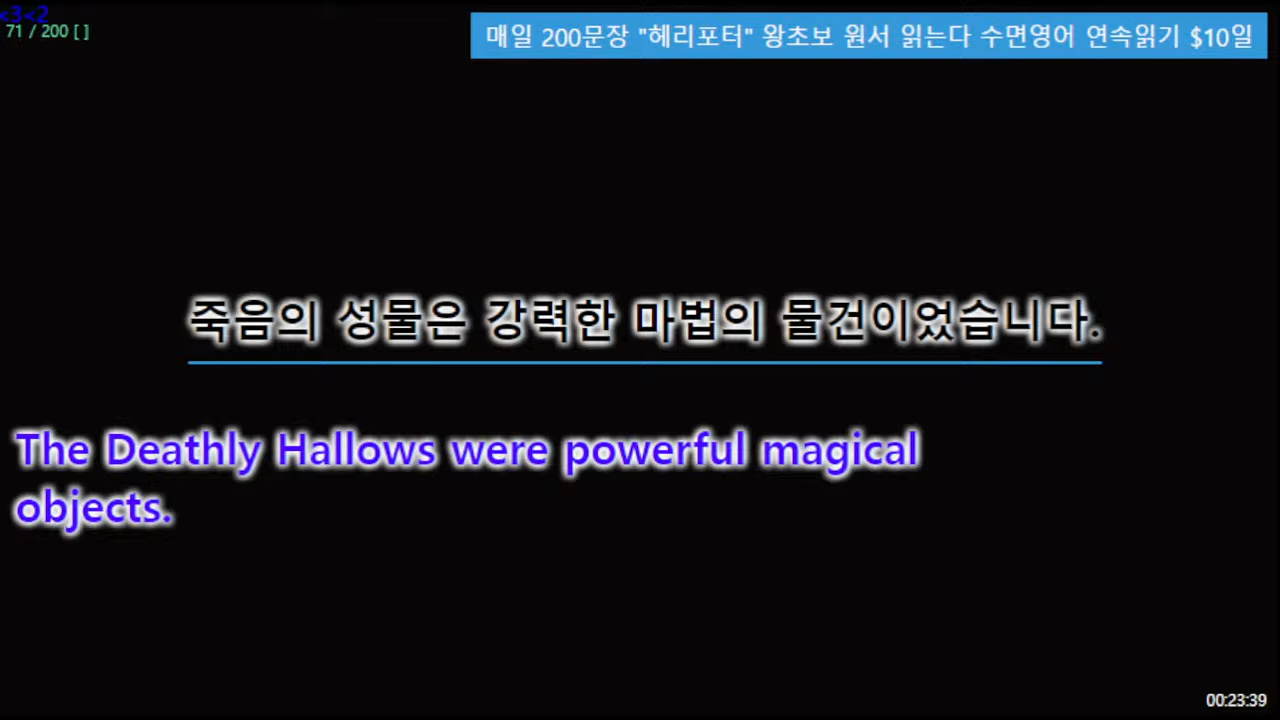 <3<2
71 / 200 [ ]
매일 200문장 "헤리포터" 왕초보 원서 읽는다 수면영어 연속읽기 $10일
죽음의 성물은 강력한 마법의 물건이었습니다.
The Deathly Hallows were powerful magical
objects.
00:23:39